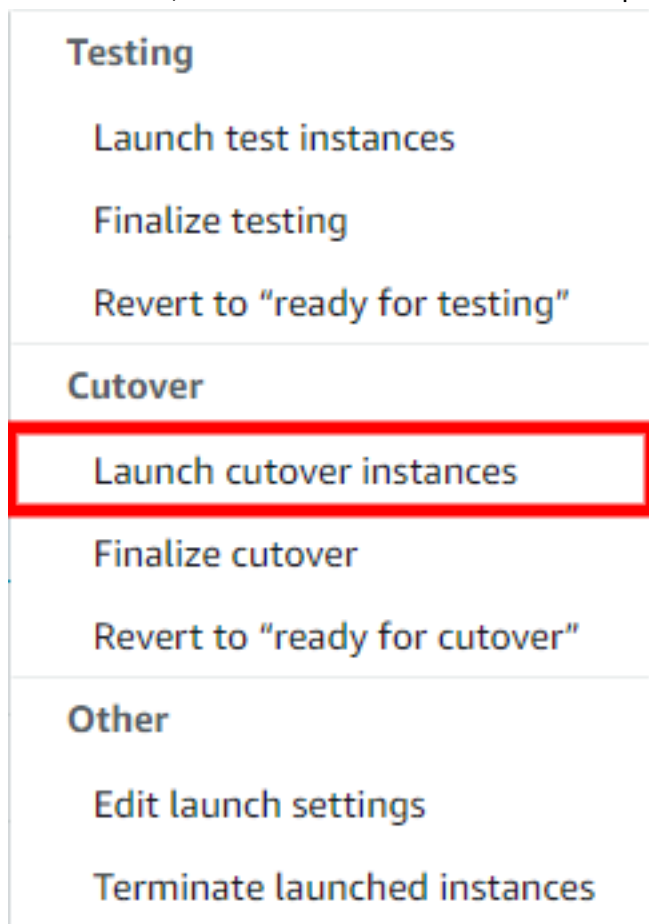 Testing
Launch test instances
Finalize testing
Revert to “ready for testing”
Cutover
Launch cutover instances
Finalize cutover
Revert to “ready for cutover”
Other
Edit launch settings
Terminate launched instances